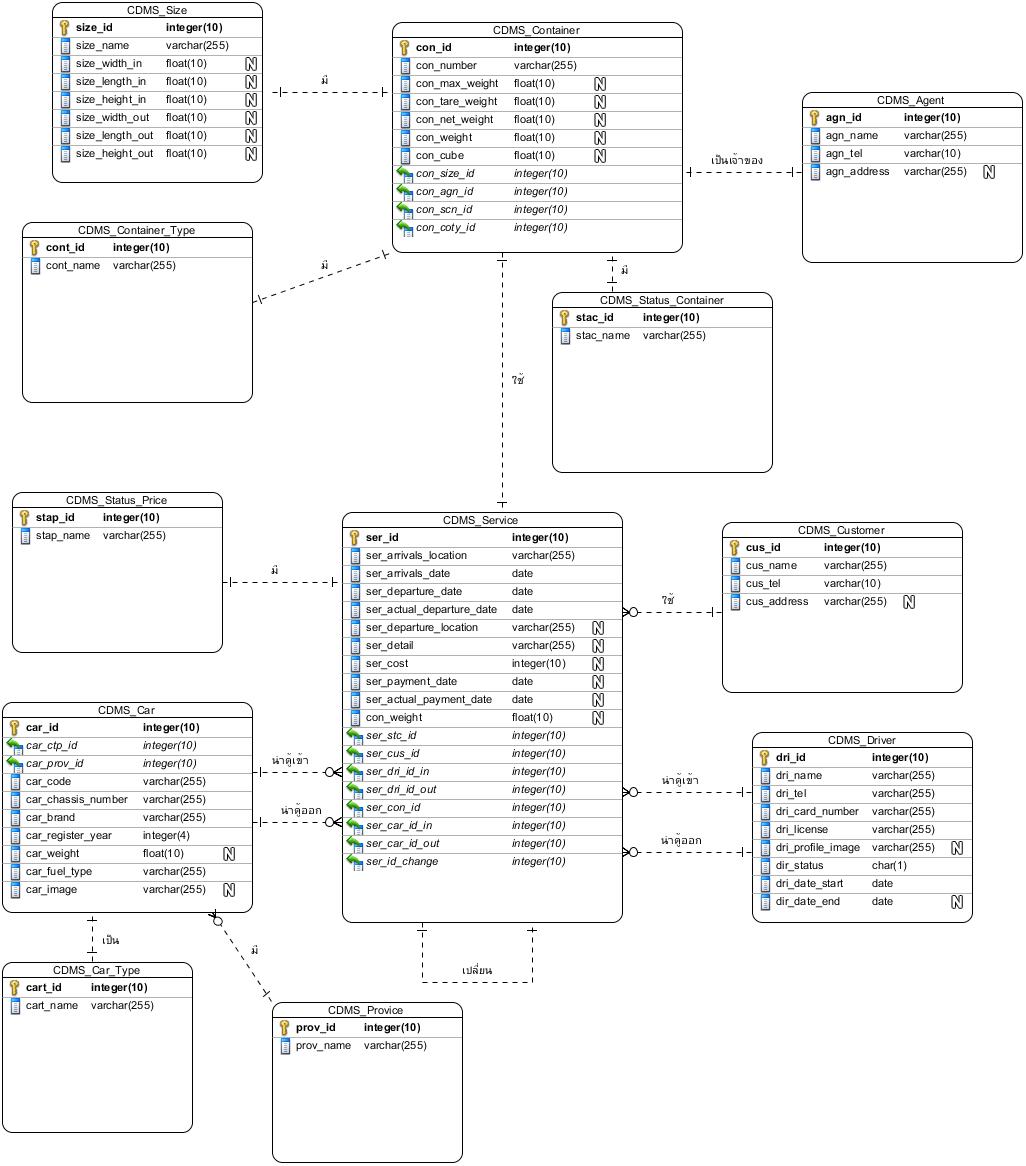 CDMS_Size
size_id integer(10)
size_name varchar(255)
size_width_in float(10) N
size_length_in float(10) N
size_height_in float(10) N
size_width_out float(10) N
size_length_out float(10) N
size_height_out float(10) N
มี
CDMS_Container
con_id integer(10)
con_number varchar(255)
con_max_weight float(10) N
con_tare_weight float(10) N
con_net_weight float(10) N
con_weight float(10) N
con_cube float(10) N
con_size_id integer(10)
con_agn_id integer(10)
con_scn_id integer(10)
con_coty_id integer(10)
เป็นเจ้าของ
CDMS_Agent
agn_id integer(10)
agn_name varchar(255)
agn_tel varchar(10)
agn_address varchar(255) N
CDMS_Container_Type
cont_id integer(10)
cont_name varchar(255)
มี
มี
CDMS_Status_Container
stac_id integer(10)
stac_name varchar(255)
ใช้
CDMS_Status_Price
stap_id integer(10)
stap_name varchar(255)
มี
CDMS_Service
ser_id integer(10)
ser_arrivals_location varchar(255)
ser_arrivals_date date
ser_departure_date date
ser_actual_departure_date date
ser_departure_location varchar(255) N
ser_detail varchar(255) N
ser_cost integer(10) N
ser_payment_date date N
ser_actual_payment_date date N
con_weight float(10) N
ser_stc_id integer(10)
ser_cus_id integer(10)
ser_dri_id_in integer(10)
ser_dri_id_out integer(10)
ser_con_id integer(10)
ser_car_id_in integer(10)
ser_car_id_out integer(10)
ser_id_change integer(10)
ใช้
CDMS_Customer
cus_id integer(10)
cus_name varchar(255)
cus_tel varchar(10)
cus_address varchar(255) N
CDMS_Car
car_id integer(10)
car_ctp_id integer(10)
car_prov_id integer(10)
car_code varchar(255)
car_chassis_number varchar(255)
car_brand varchar(255)
car_register_year integer(4)
car_weight float(10) N
car_fuel_type varchar(255)
car_image varchar(255) N
นำตู้เข้า
นำตู้ออก
นำตู้เข้า
นำตู้ออก
CDMS_Driver
dri_id integer(10)
dri_name varchar(255)
dri_tel varchar(255)
dri_card_number varchar(255)
dri_license varchar(255)
dri_profile_image varchar(255) N
dir_status char(1)
dri_date_start date
dir_date_end date N
เป็น
มี
เปลี่ยน
CDMS_Car_Type
cart_id integer(10)
cart_name varchar(255)
CDMS_Provice
prov_id integer(10)
prov_name varchar(255)